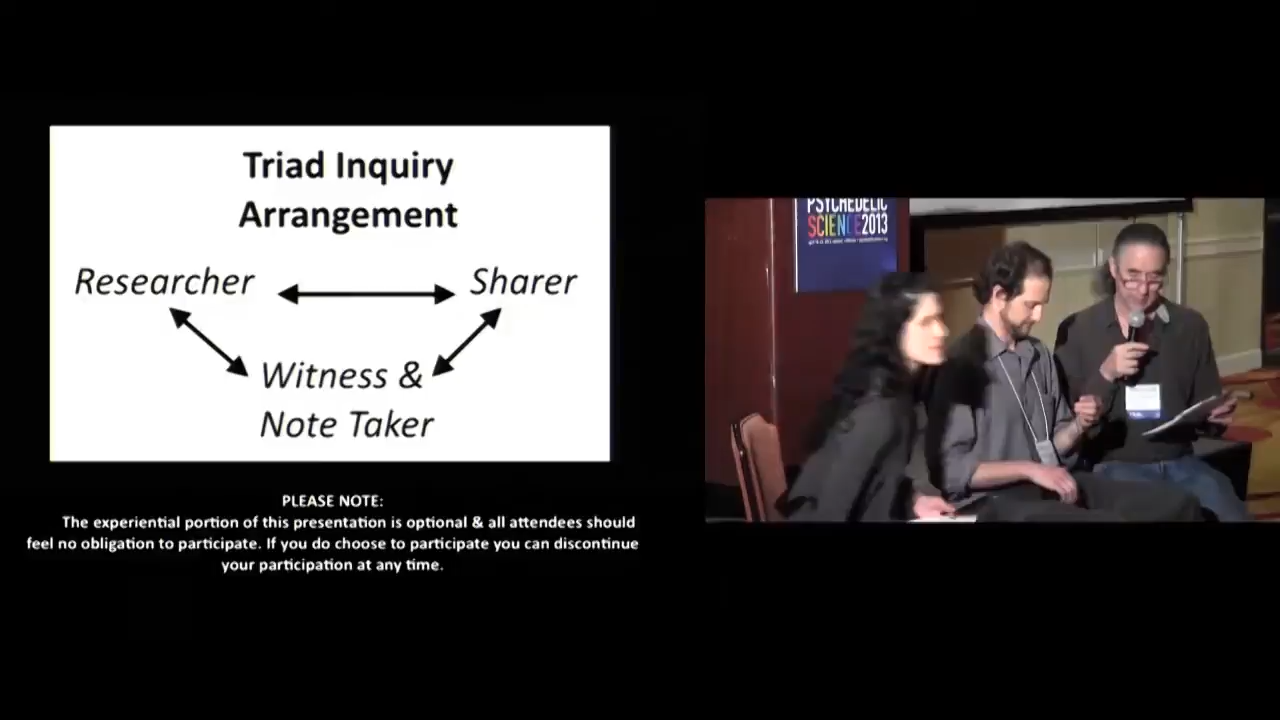 Triad Inquiry
Arrangement
Researcher
Sharer
Witness &
Note Taker
PLEASE NOTE:
The experiential portion of this presentation is optional & all attendees should
feel no obligation to participate. If you do choose to participate you can discontinue
your participation at any time.
PSYCHEDELIC
SCIENCE2013